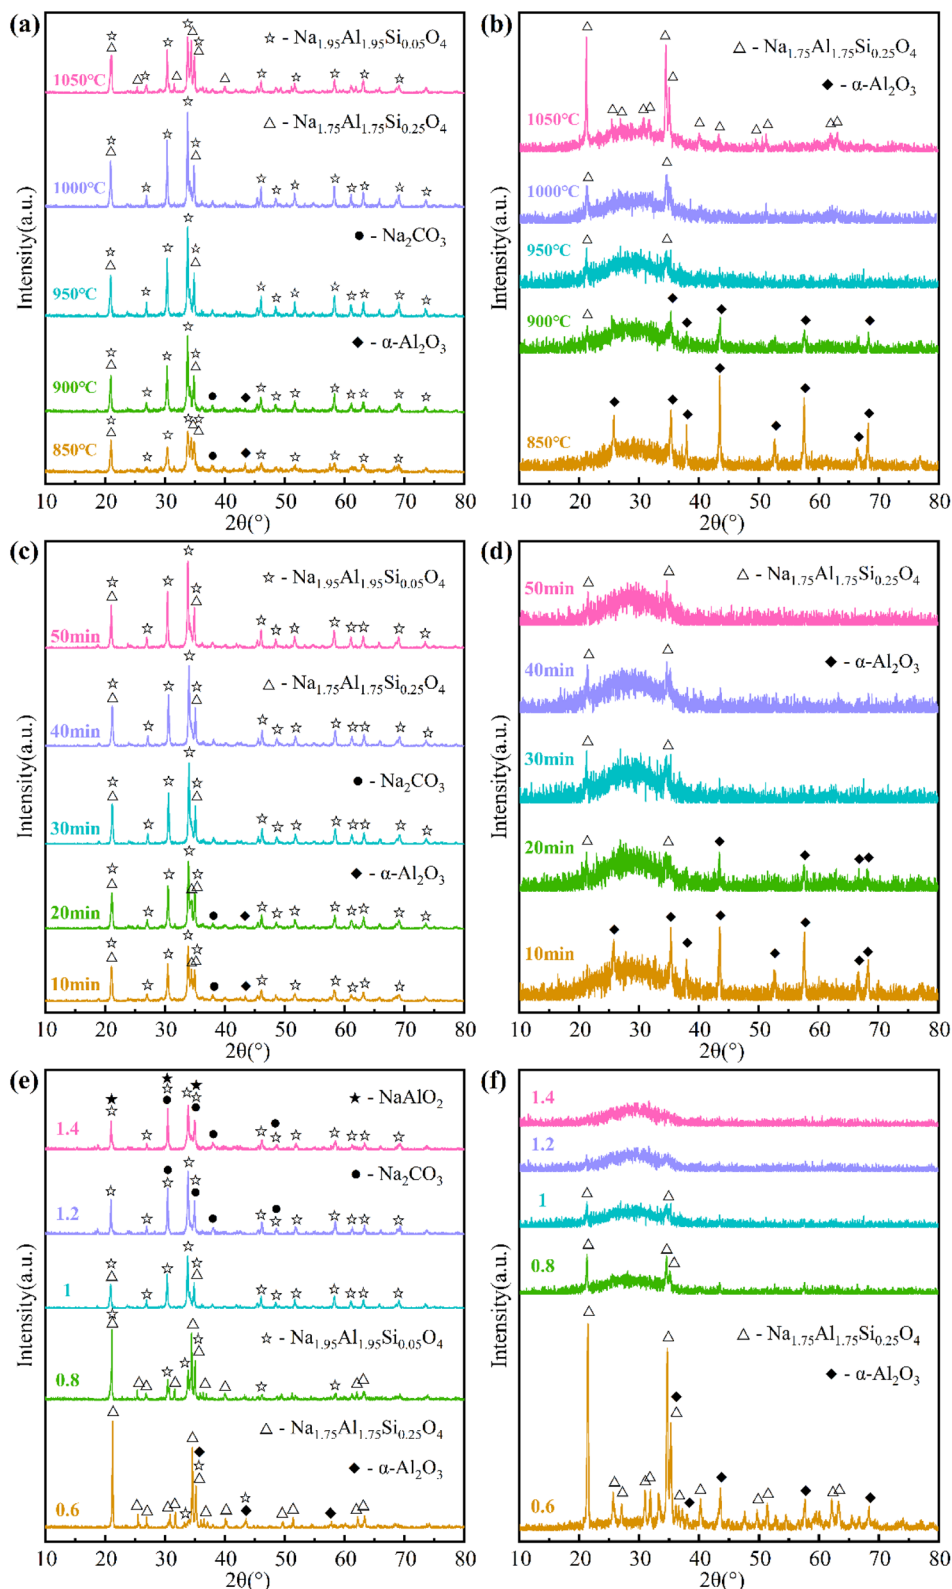 (a)
☆ - Na₁.₉₅Al₁.₉₅Si₀.₀₅O₄
1050°C
△ - Na₁.₇₅Al₁.₇₅Si₀.₂₅O₄
1000°C
● - Na₂CO₃
950°C
◆ - α-Al₂O₃
900°C
850°C
Intensity(a.u.)
10 20 30 40 50 60 70 80
2θ(°)
(b)
△ - Na₁.₇₅Al₁.₇₅Si₀.₂₅O₄
◆ - α-Al₂O₃
1050°C
1000°C
950°C
900°C
850°C
Intensity(a.u.)
10 20 30 40 50 60 70 80
2θ(°)
(c)
☆ - Na₁.₉₅Al₁.₉₅Si₀.₀₅O₄
50min
△ - Na₁.₇₅Al₁.₇₅Si₀.₂₅O₄
40min
● - Na₂CO₃
30min
◆ - α-Al₂O₃
20min
10min
Intensity(a.u.)
10 20 30 40 50 60 70 80
2θ(°)
(d)
△ - Na₁.₇₅Al₁.₇₅Si₀.₂₅O₄
50min
◆ - α-Al₂O₃
40min
30min
20min
10min
Intensity(a.u.)
10 20 30 40 50 60 70 80
2θ(°)
(e)
★ - NaAlO₂
1.4
● - Na₂CO₃
1.2
1
☆ - Na₁.₉₅Al₁.₉₅Si₀.₀₅O₄
0.8
△ - Na₁.₇₅Al₁.₇₅Si₀.₂₅O₄
◆ - α-Al₂O₃
0.6
Intensity(a.u.)
10 20 30 40 50 60 70 80
2θ(°)
(f)
1.4
1.2
1
0.8
△ - Na₁.₇₅Al₁.₇₅Si₀.₂₅O₄
◆ - α-Al₂O₃
0.6
Intensity(a.u.)
10 20 30 40 50 60 70 80
2θ(°)